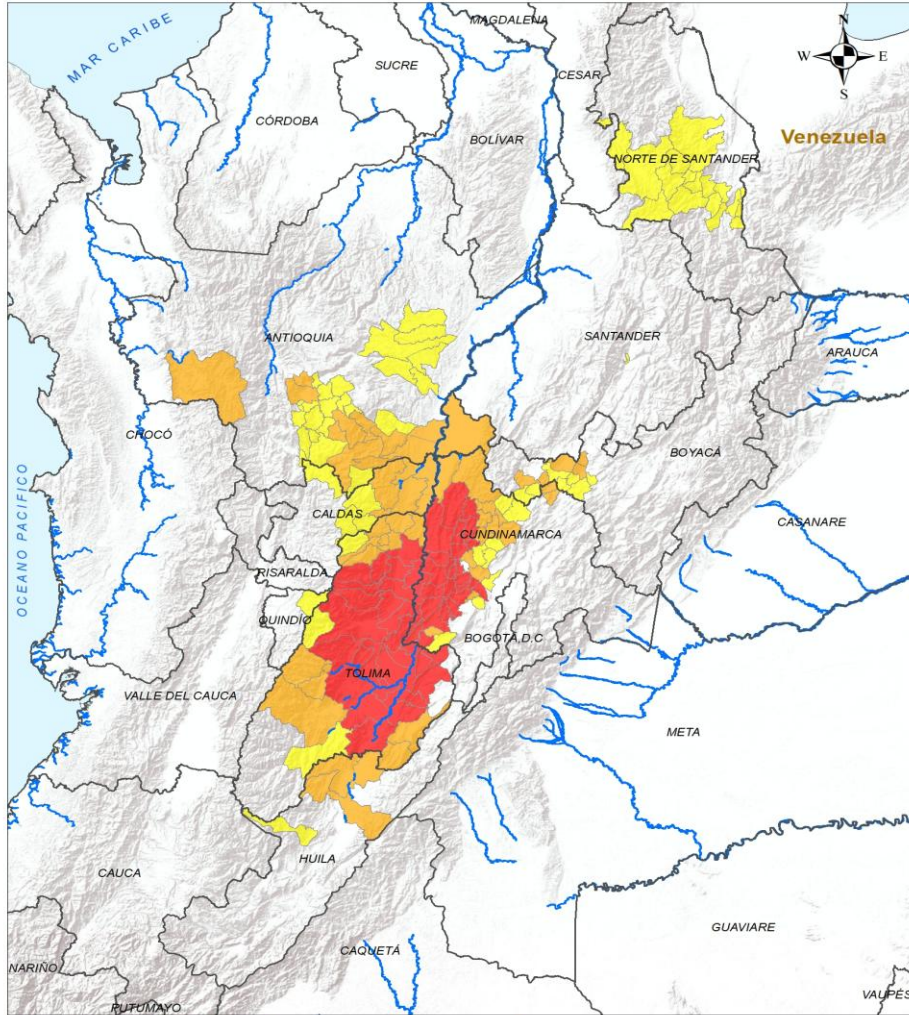 MAGDALENA
N
MAR CARIBE
SUCRE
W
E
CESAR
S
CÓRDOBA
BOLÍVAR
Venezuela
NORTE DE SANTANDER
ANTIOQUIA
SANTANDER
ARAUCA
CHOCÓ
BOYACÁ
OCEANO PACIFICO
CALDAS
CUNDINAMARCA
CASANARE
RISARALDA
QUINDÍO
BOGOTÁ D.C
TOLIMA
VALLE DEL CAUCA
META
HUILA
CAUCA
GUAVIARE
CAQUETÁ
NARIÑO
VAUPÉS
PUTUMAYO